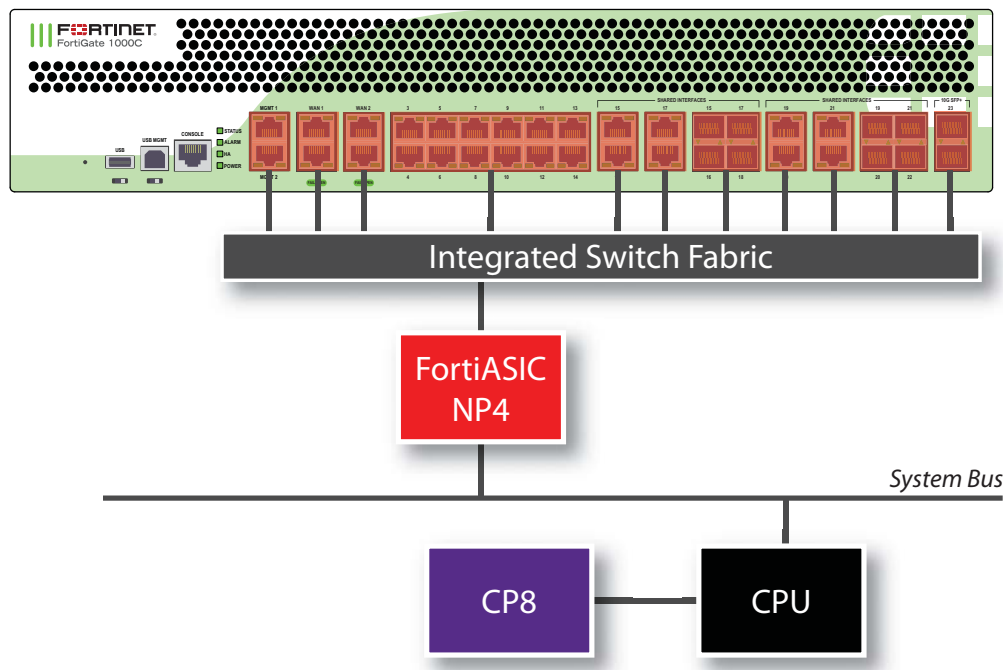 FORTINET
FortiGate 1000C
SHARED INTERFACES SHARED INTERFACES 10G SFP+
MGMT 1 WAN 1 WAN 2 3 5 7 9 11 13 15 17 15 17 19 21 19 21 23
USB USB MGMT CONSOLE
STATUS
ALARM
HA
POWER
MGMT 2 4 6 8 10 12 14 16 18 20 22
Integrated Switch Fabric
FortiASIC
NP4
System Bus
CP8
CPU